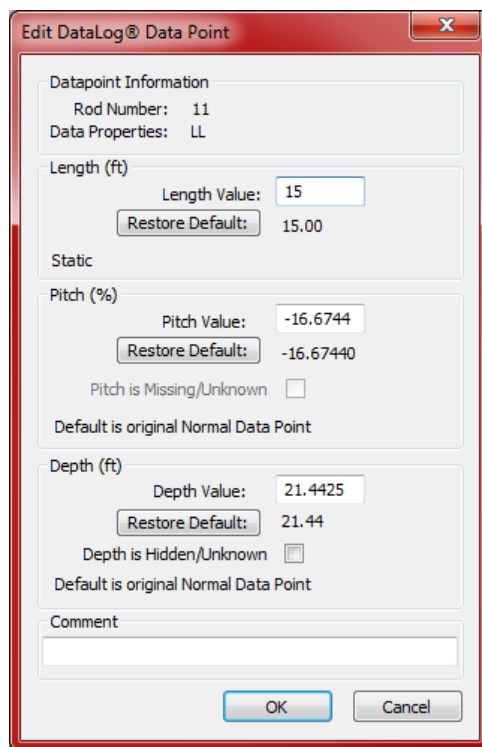 Edit DataLog® Data Point
Datapoint Information
Rod Number: 11
Data Properties: LL
Length (ft)
Length Value: 15
Restore Default: 15.00
Static
Pitch (%)
Pitch Value: -16.6744
Restore Default: -16.67440
Pitch is Missing/Unknown
Default is original Normal Data Point
Depth (ft)
Depth Value: 21.4425
Restore Default: 21.44
Depth is Hidden/Unknown
Default is original Normal Data Point
Comment
OK Cancel